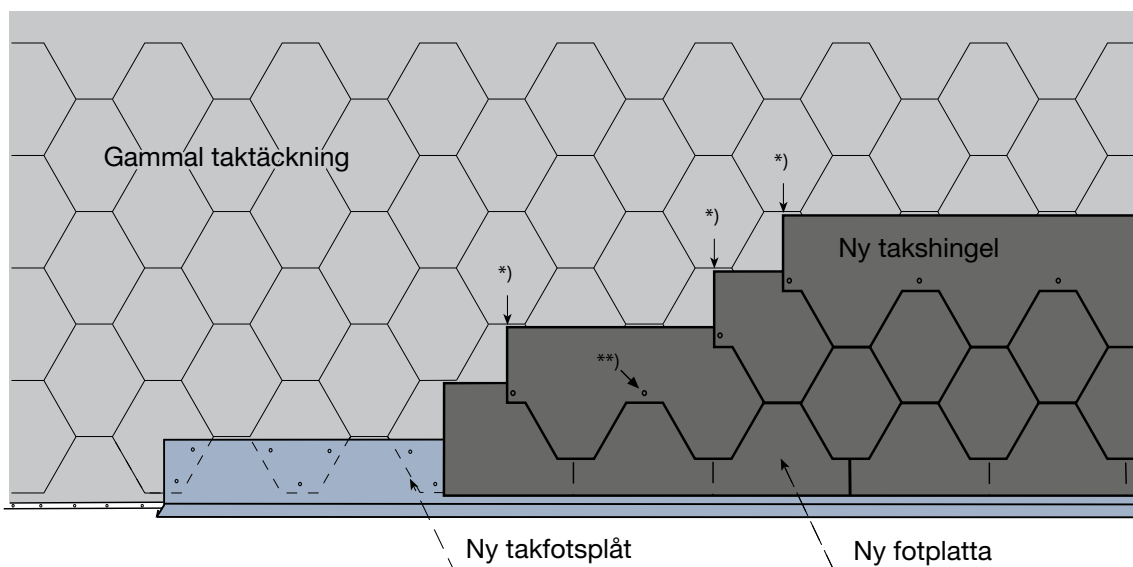 Gammal taktäckning
*)
*)
*)
Ny takshingel
**)
Ny takfotsplåt
Ny fotplatta